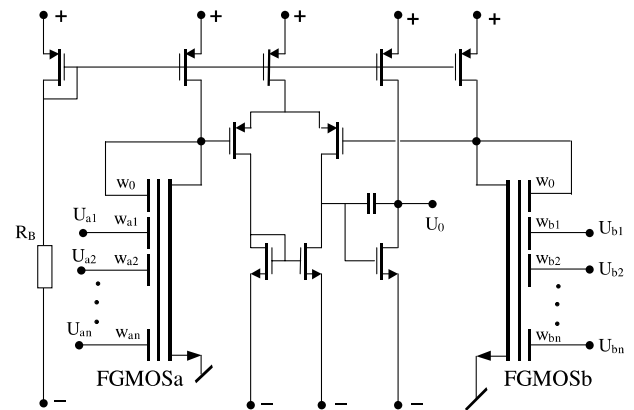 + + + + +
w0 w0
Ua1 wa1 wb1 Ub1
RB Ua2 wa2 U0 wb2 Ub2
Uan wan wbn Ubn
FGMOSa FGMOSb
− − − −